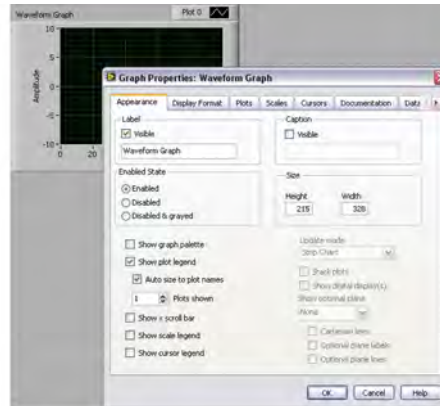 Waveform Graph
Plot 0
10
5
0
-5
-10
Amplitude
0
20
Graph Properties: Waveform Graph
Appearance Display Format Plots Scales Cursors Documentation Data
Label
Visible
Waveform Graph
Caption
Visible
Enabled State
Enabled
Disabled
Disabled & grayed
Size
Height Width
215 328
Show graph palette
Show plot legend
Auto size to plot names
1 Plots shown
Show x scroll bar
Show scale legend
Show cursor legend
Update mode
Strip Chart
Stack plots
Show digital display(s)
Show optional plane
None
Cartesian lines
Optional plane labels
Optional plane lines
OK Cancel Help